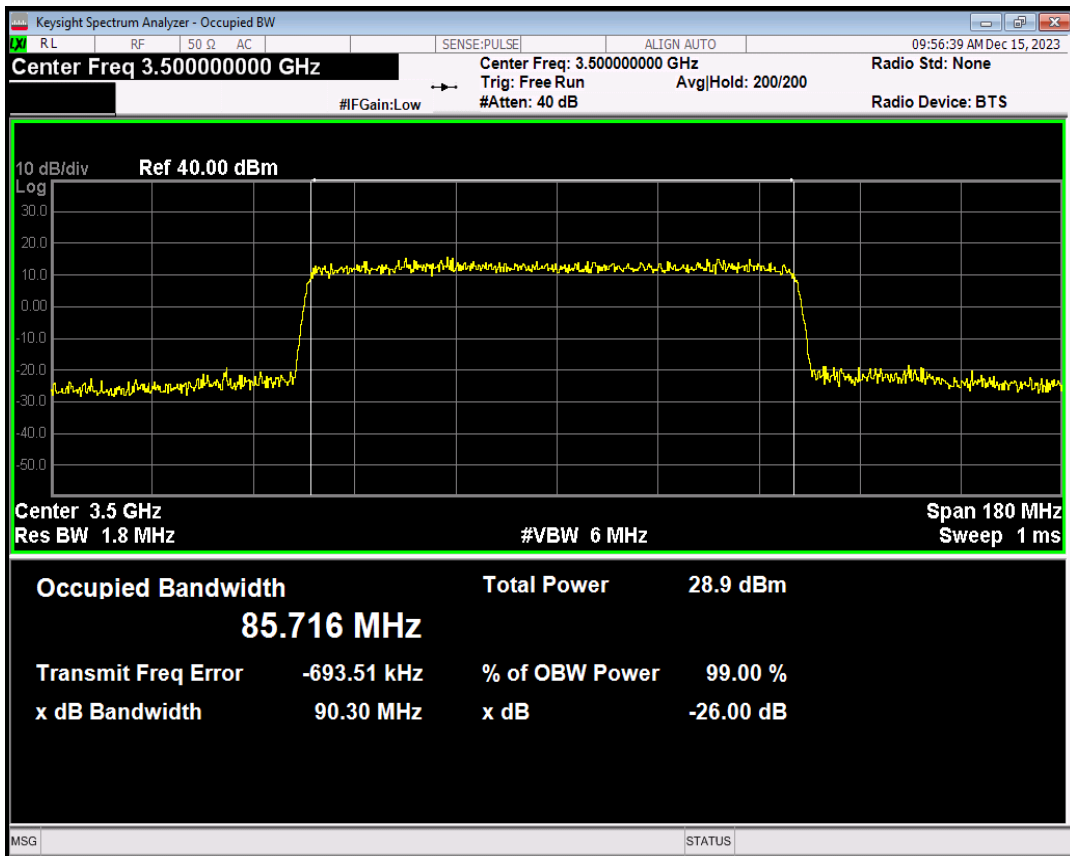 Keysight Spectrum Analyzer - Occupied BW
LXI RL RF 50 Ω AC SENSE:PULSE ALIGN AUTO 09:56:39 AM Dec 15, 2023
Center Freq 3.500000000 GHz Center Freq: 3.500000000 GHz Radio Std: None
Trig: Free Run Avg|Hold: 200/200
#IFGain:Low #Atten: 40 dB Radio Device: BTS
10 dB/div Ref 40.00 dBm
Log
30.0
20.0
10.0
0.00
-10.0
-20.0
-30.0
-40.0
-50.0
Center 3.5 GHz Span 180 MHz
Res BW 1.8 MHz #VBW 6 MHz Sweep 1 ms
Occupied Bandwidth Total Power 28.9 dBm
85.716 MHz
Transmit Freq Error -693.51 kHz % of OBW Power 99.00 %
x dB Bandwidth 90.30 MHz x dB -26.00 dB
MSG STATUS